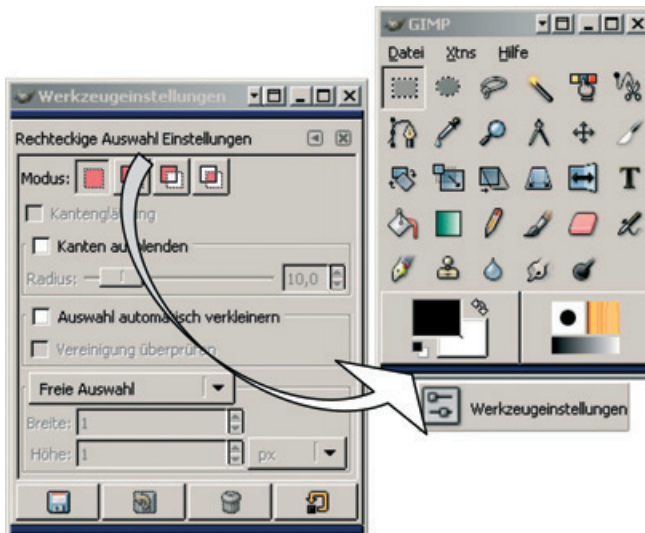 GIMP
Datei Xtns Hilfe
Werkzeugeinstellungen
Rechteckige Auswahl Einstellungen
Modus:
Kantenglättung
Kanten ausblenden
Radius: 10,0
Auswahl automatisch verkleinern
Vereinigung überprüfen
Freie Auswahl
Breite: 1
Höhe: 1 px
Werkzeugeinstellungen